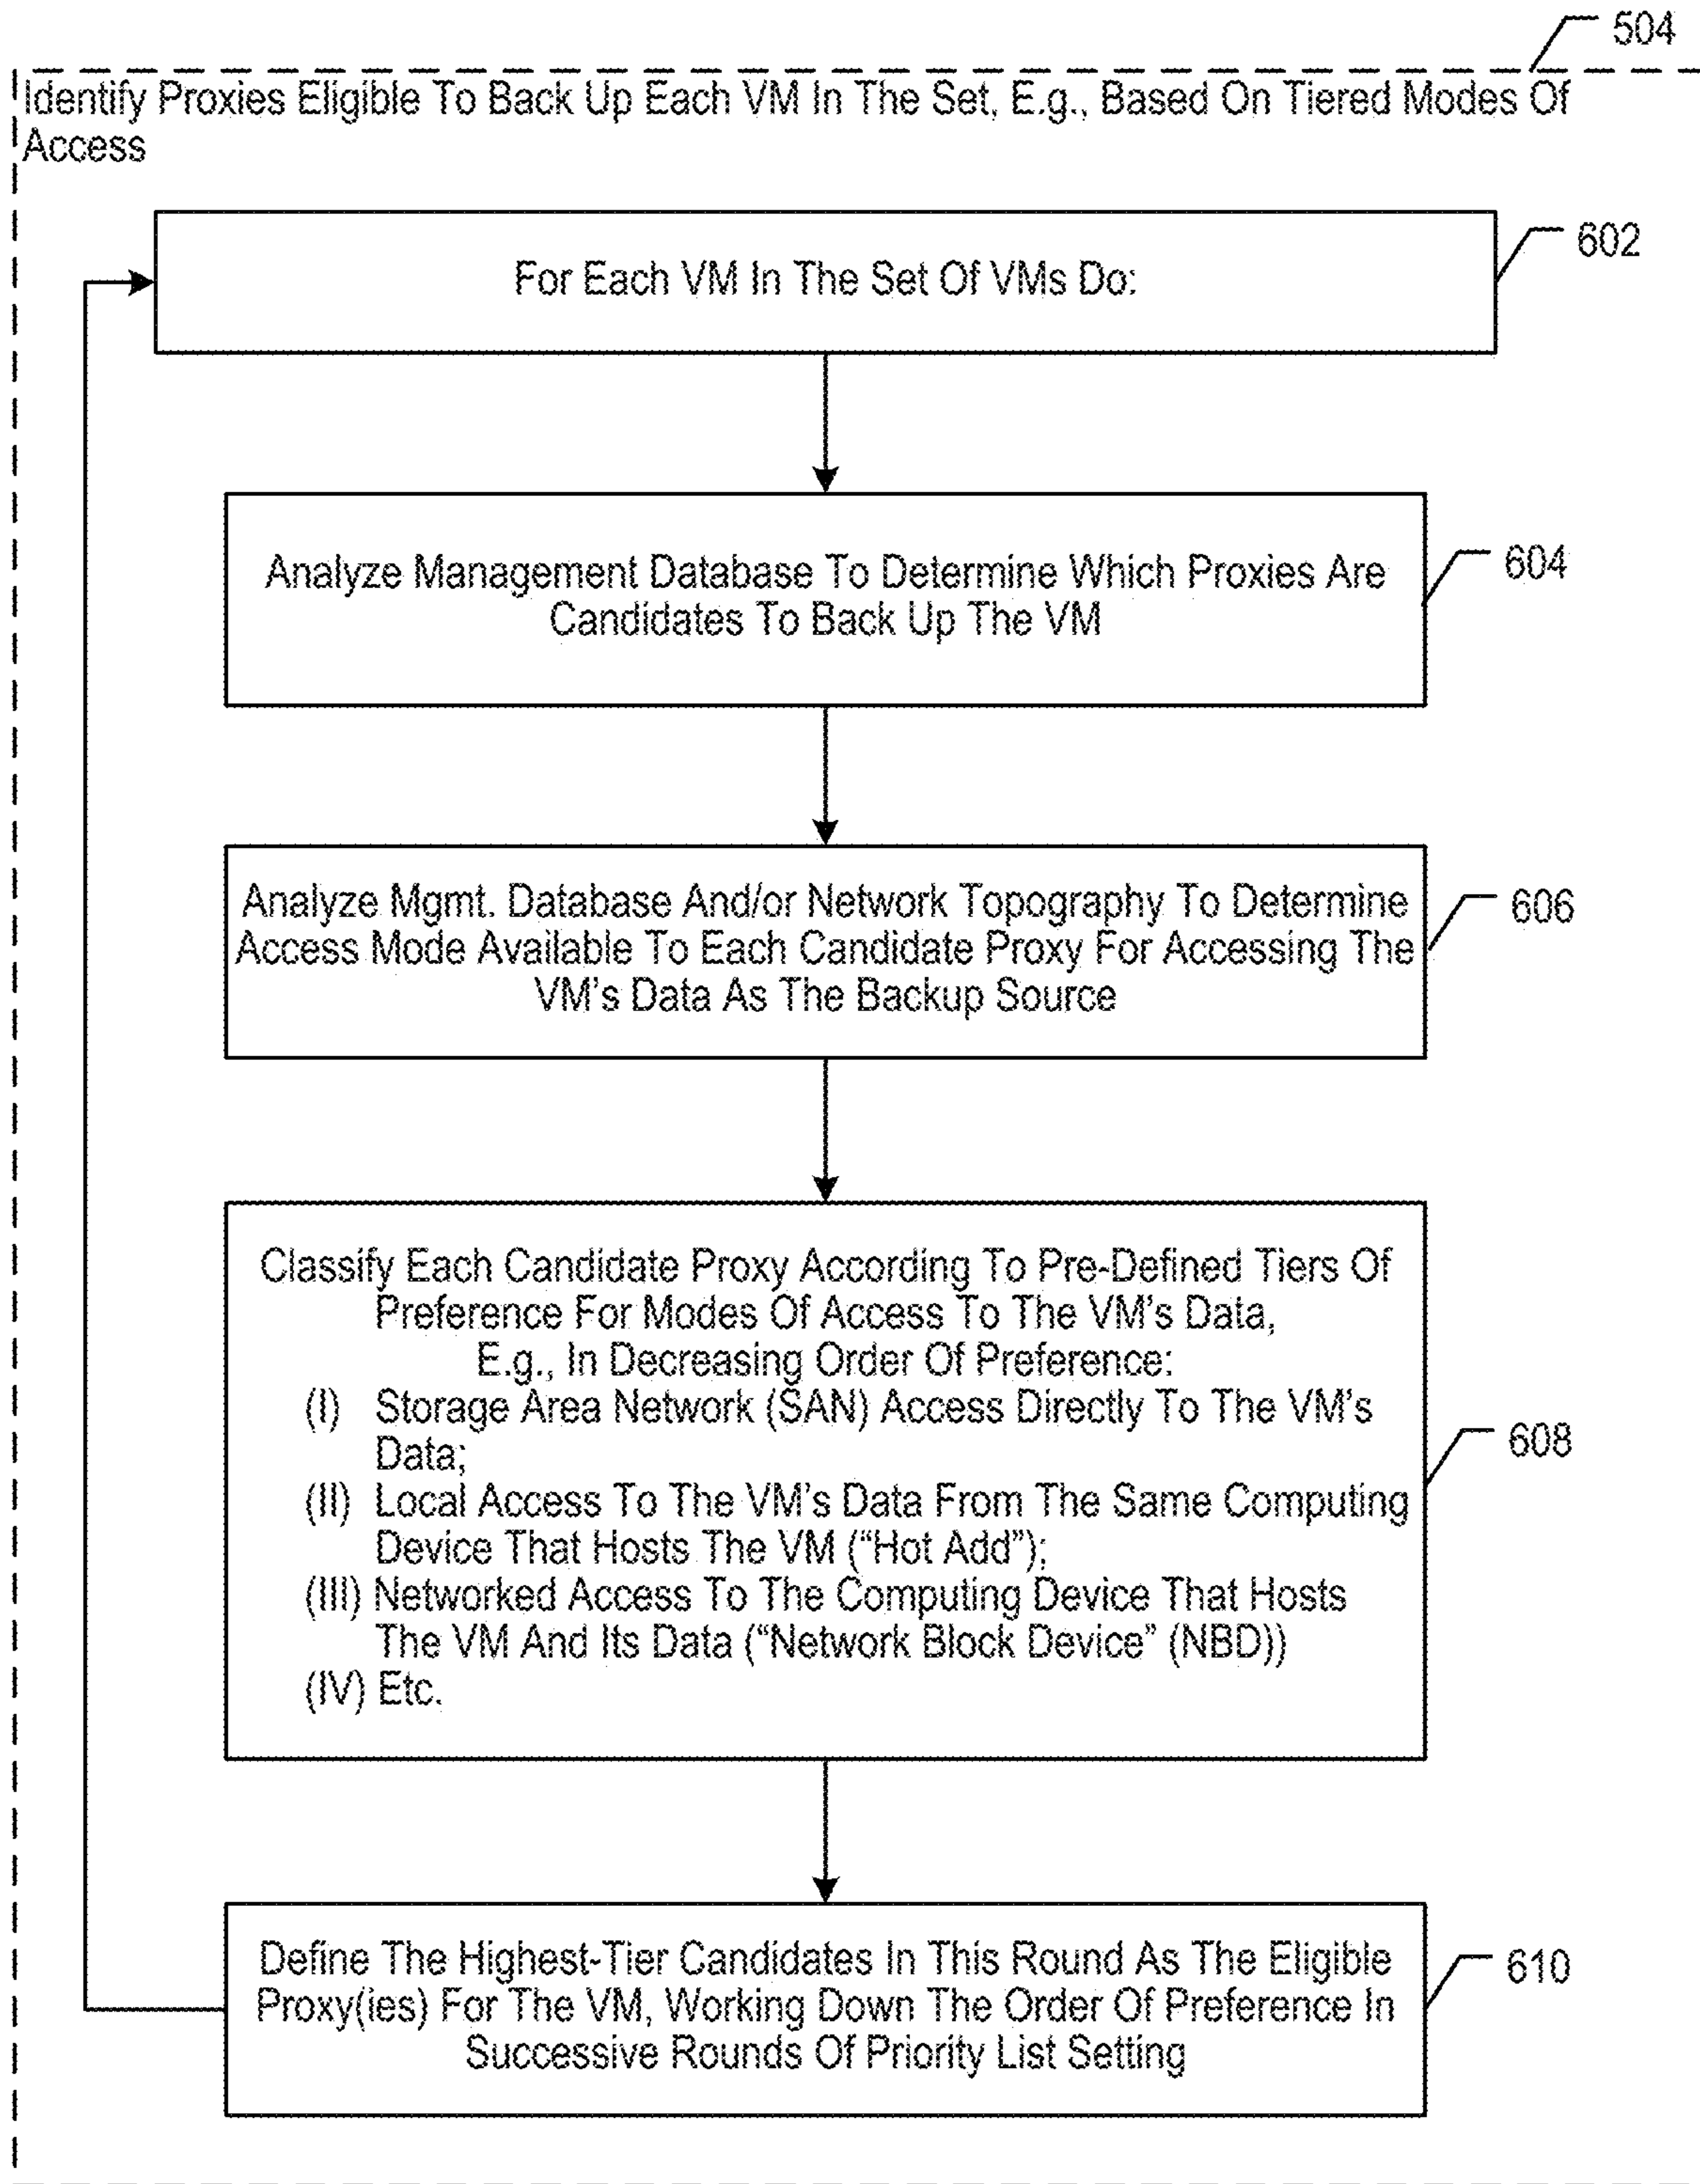 504
Identify Proxies Eligible To Back Up Each VM In The Set, E.g., Based On Tiered Modes Of
Access
602
For Each VM In The Set Of VMs Do:
604
Analyze Management Database To Determine Which Proxies Are
Candidates To Back Up The VM
606
Analyze Mgmt. Database And/or Network Topography To Determine
Access Mode Available To Each Candidate Proxy For Accessing The
VM's Data As The Backup Source
Classify Each Candidate Proxy According To Pre-Defined Tiers Of
Preference For Modes Of Access To The VM's Data,
E.g., In Decreasing Order Of Preference:
(I) Storage Area Network (SAN) Access Directly To The VM's
Data;
608
(II) Local Access To The VM's Data From The Same Computing
Device That Hosts The VM ("Hot Add");
(III) Networked Access To The Computing Device That Hosts
The VM And Its Data ("Network Block Device" (NBD))
(IV) Etc.
Define The Highest-Tier Candidates In This Round As The Eligible
610
Proxy(ies) For The VM, Working Down The Order Of Preference In
Successive Rounds Of Priority List Setting